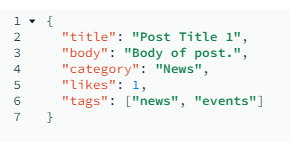 1 {
2 "title": "Post Title 1",
3 "body": "Body of post.",
4 "category": "News",
5 "likes": 1,
6 "tags": ["news", "events"]
7 }